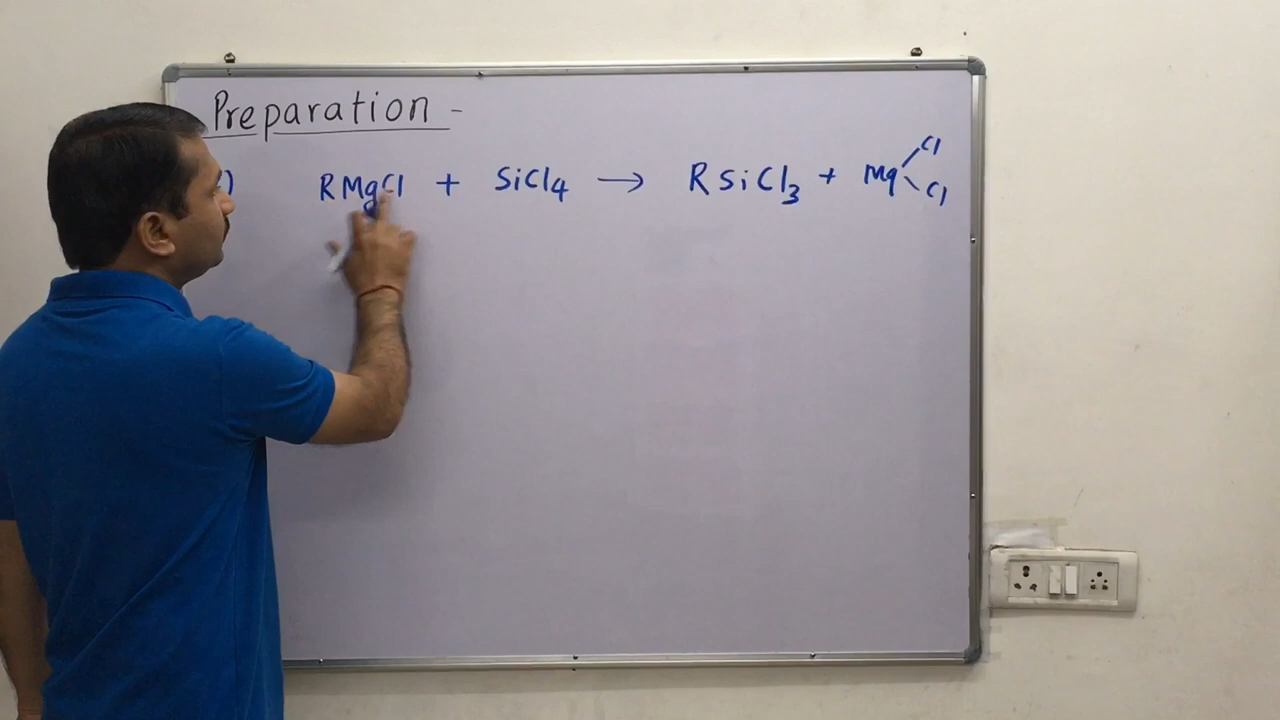 Preparation -
) RMgCl + SiCl4 → RSiCl3 + Mg Cl Cl